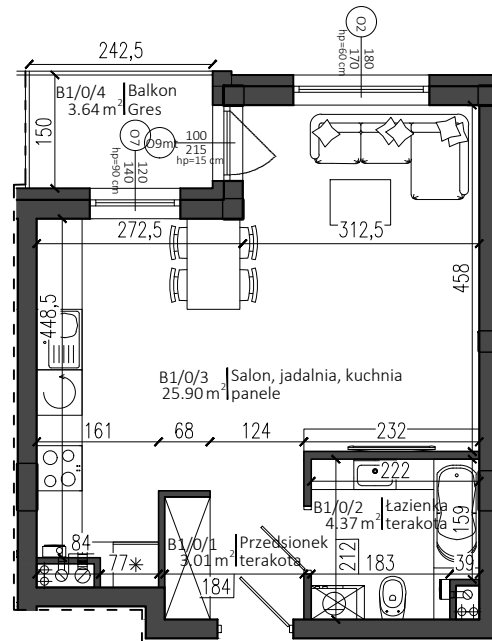 242,5
O2
180
170
hp=60 cm
B1/0/4 Balkon
3.64 m² Gres
150
O7
O9mt
100
215
hp=15 cm
120
140
hp=90 cm
272,5
312,5
458
448,5
B1/0/3 Salon, jadalnia, kuchnia
25.90 m² panele
161
68
124
232
222
B1/0/2 Łazienka
4.37 m² terakota
159
84
B1/0/1 Przedsionek
3.01 m² terakota
77
212
183
39
184